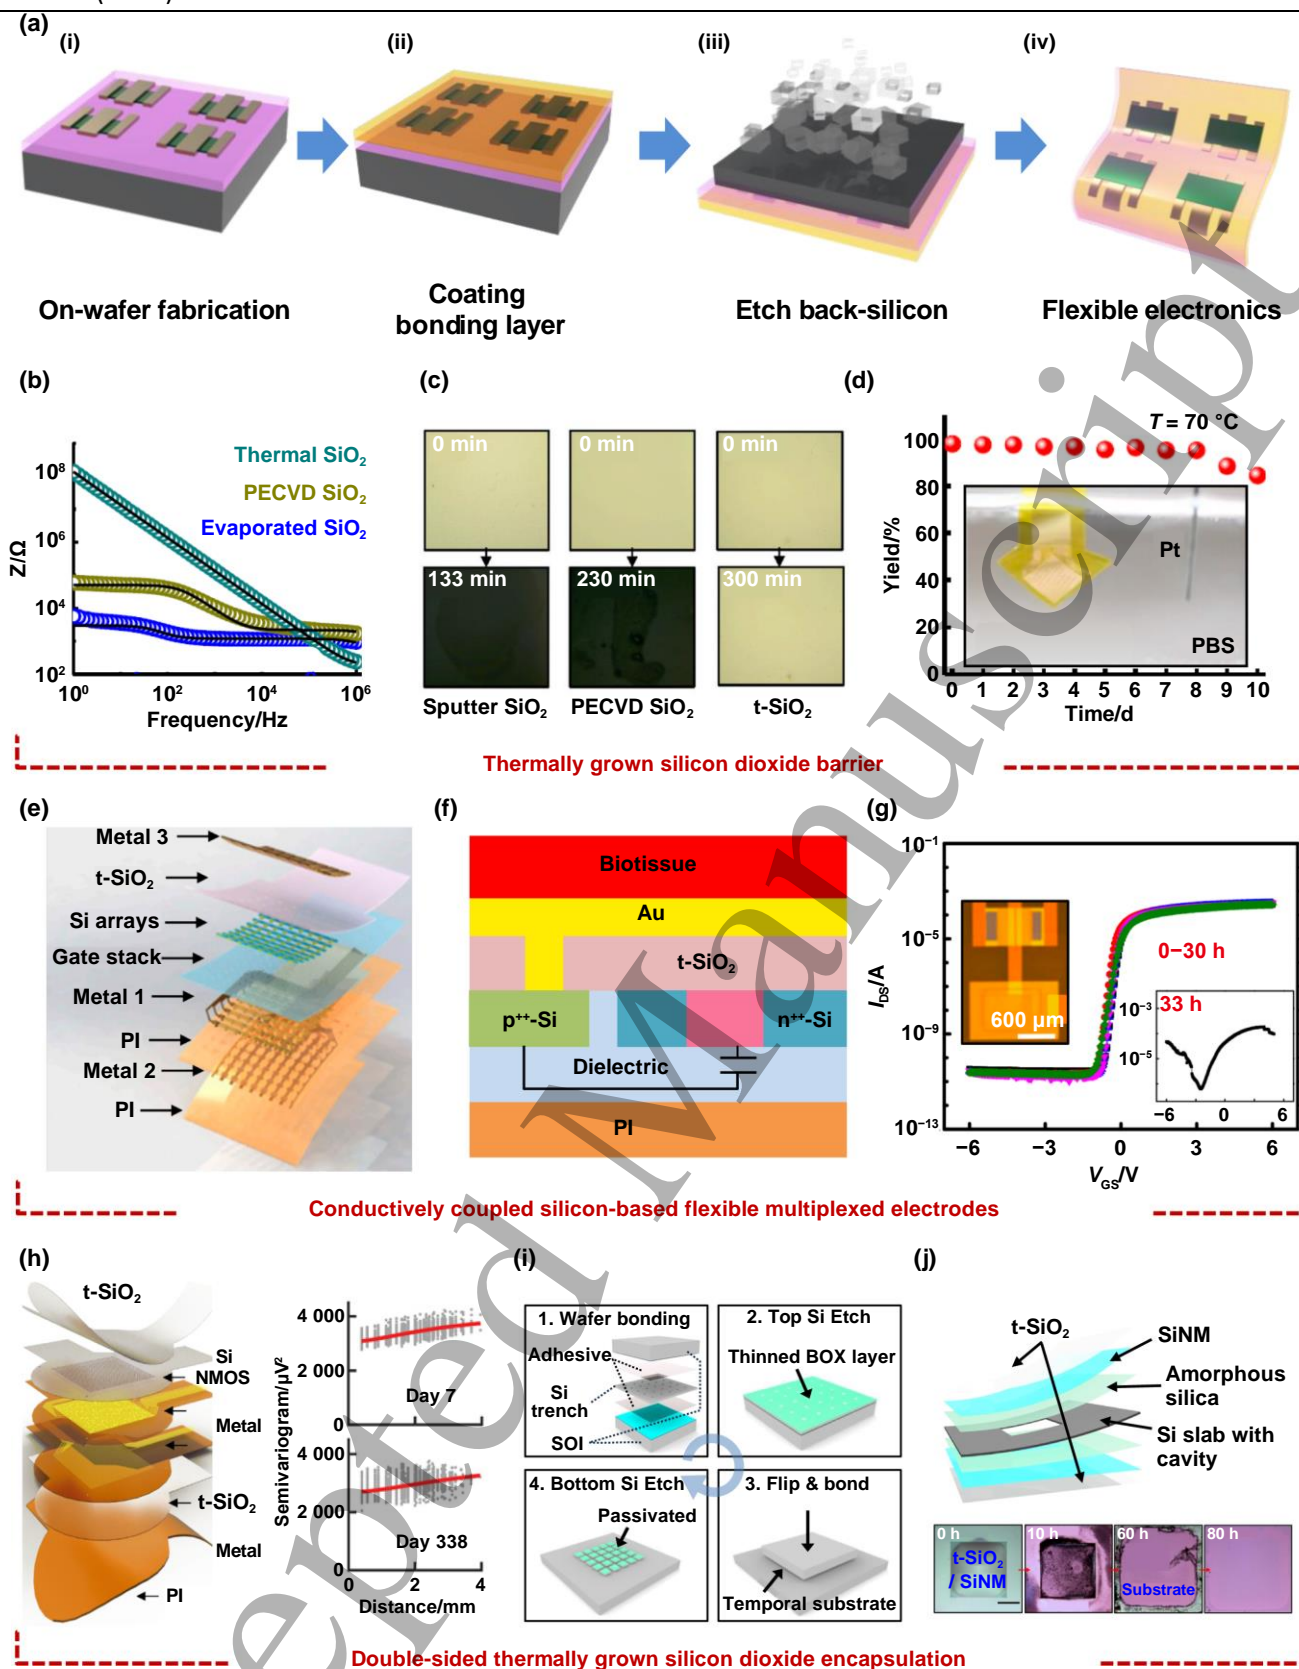 (a)
(i)
(ii)
(iii)
(iv)
On-wafer fabrication
Coating
bonding layer
Etch back-silicon
Flexible electronics
(b)
Thermal SiO₂
PECVD SiO₂
Evaporated SiO₂
Z/Ω
10⁸
10⁶
10⁴
10²
10⁰ 10² 10⁴ 10⁶
Frequency/Hz
(c)
0 min
0 min
0 min
133 min
230 min
300 min
Sputter SiO₂
PECVD SiO₂
t-SiO₂
(d)
T = 70 °C
Yield/%
100
80
60
40
20
0
Pt
PBS
0 1 2 3 4 5 6 7 8 9 10
Time/d
Thermally grown silicon dioxide barrier
(e)
Metal 3
t-SiO₂
Si arrays
Gate stack
Metal 1
PI
Metal 2
PI
(f)
Biotissue
Au
t-SiO₂
p⁺⁺-Si
n⁺⁺-Si
Dielectric
PI
(g)
I_DS/A
10⁻¹
10⁻⁵
10⁻⁹
10⁻¹³
0−30 h
600 μm
33 h
10⁻³
10⁻⁵
−6 0 6
−6 −3 0 3 6
V_GS/V
Conductively coupled silicon-based flexible multiplexed electrodes
(h)
t-SiO₂
Si
NMOS
Metal
t-SiO₂
Metal
PI
Semivariogram/μV²
4 000
2 000
0
Day 7
4 000
2 000
0
Day 338
0 2 4
Distance/mm
(i)
1. Wafer bonding
Adhesive
Si
trench
SOI
2. Top Si Etch
Thinned BOX layer
4. Bottom Si Etch
Passivated
3. Flip & bond
Temporal substrate
(j)
t-SiO₂
SiNM
Amorphous
silica
Si slab with
cavity
0 h
10 h
60 h
80 h
t-SiO₂
/ SiNM
Substrate
Double-sided thermally grown silicon dioxide encapsulation
epted Manuscript